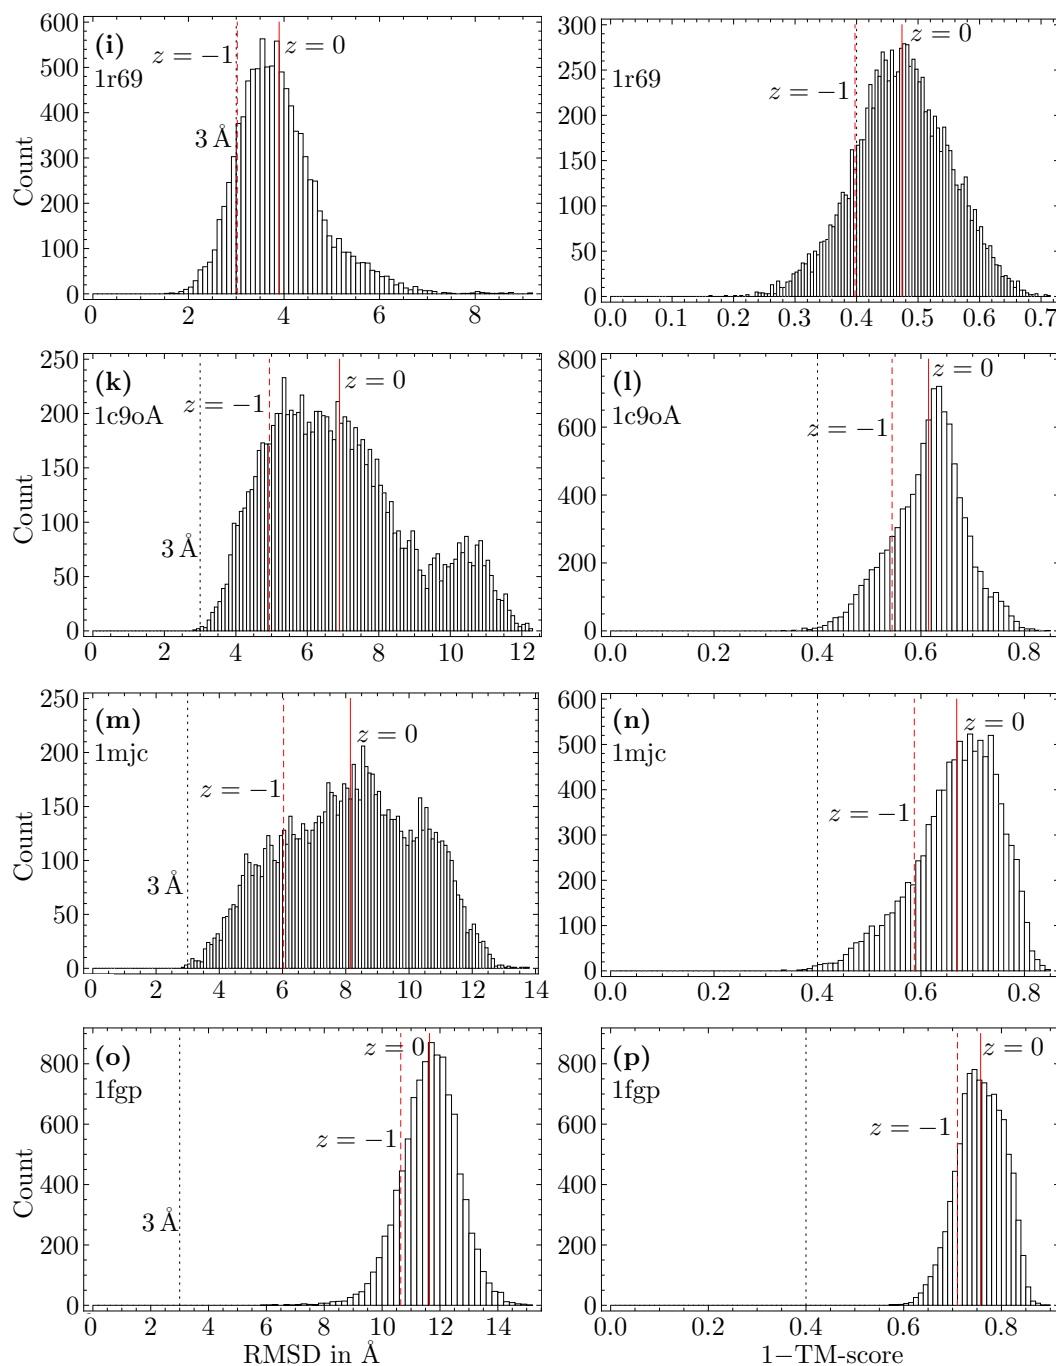 (i)
1r69
z = −1
z = 0
3 Å
Count
600
500
400
300
200
100
0
0 2 4 6 8
1r69
z = −1
z = 0
300
250
200
150
100
50
0
0.0 0.1 0.2 0.3 0.4 0.5 0.6 0.7
(k)
1c9oA
z = −1
z = 0
3 Å
Count
250
200
150
100
50
0
0 2 4 6 8 10 12
(l)
1c9oA
z = −1
z = 0
800
600
400
200
0
0.0 0.2 0.4 0.6 0.8
(m)
1mjc
z = −1
z = 0
3 Å
Count
250
200
150
100
50
0
0 2 4 6 8 10 12 14
(n)
1mjc
z = −1
z = 0
600
500
400
300
200
100
0
0.0 0.2 0.4 0.6 0.8
(o)
1fgp
z = −1
z = 0
3 Å
Count
800
600
400
200
0
0 2 4 6 8 10 12 14
RMSD in Å
(p)
1fgp
z = −1
z = 0
800
600
400
200
0
0.0 0.2 0.4 0.6 0.8
1−TM-score